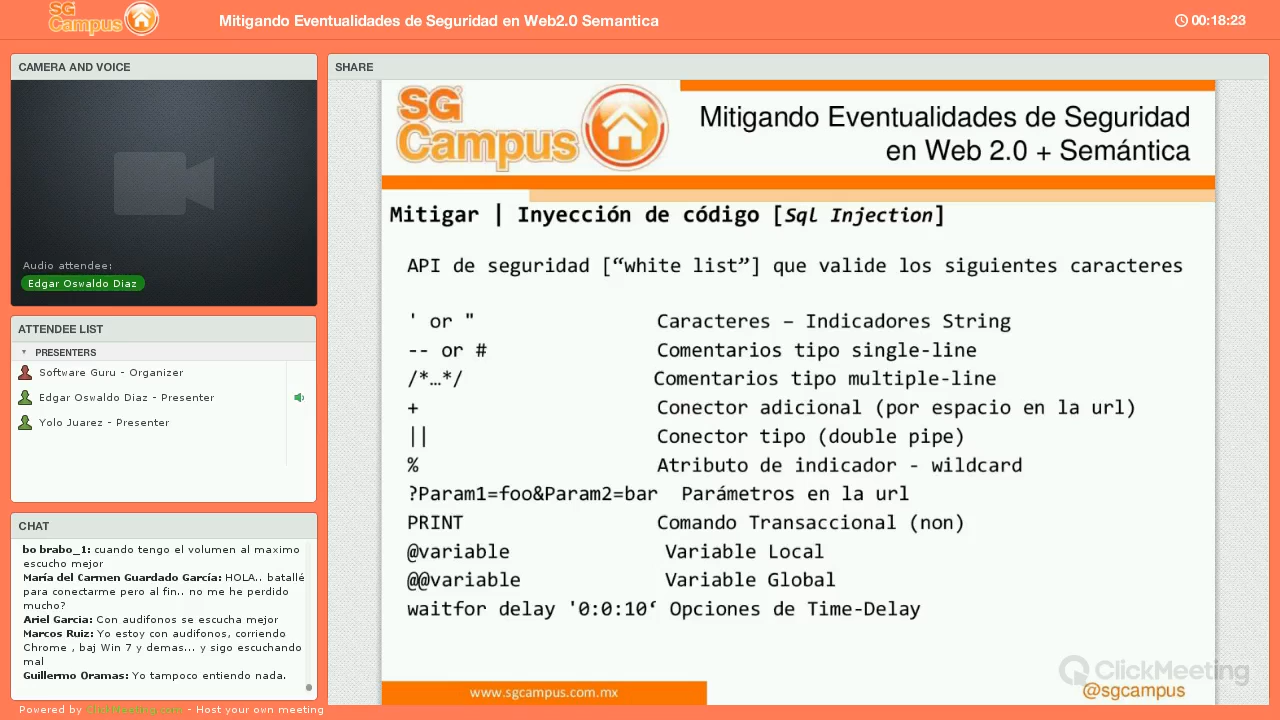 SG Campus
Mitigando Eventualidades de Seguridad en Web2.0 Semantica
00:18:23
CAMERA AND VOICE
Audio attendee:
Edgar Oswaldo Diaz
ATTENDEE LIST
PRESENTERS
Software Guru - Organizer
Edgar Oswaldo Diaz - Presenter
Yolo Juarez - Presenter
CHAT
bo brabo_1: cuando tengo el volumen al maximo
escucho mejor
María del Carmen Guardado García: HOLA.. batallé
para conectarme pero al fin.. no me he perdido
mucho?
Ariel Garcia: Con audifonos se escucha mejor
Marcos Ruiz: Yo estoy con audifonos, corriendo
Chrome , baj Win 7 y demas... y sigo escuchando
mal
Guillermo Oramas: Yo tampoco entiendo nada.
Powered by ClickMeeting.com - Host your own meeting
SHARE
SG Campus
Mitigando Eventualidades de Seguridad
en Web 2.0 + Semántica
Mitigar | Inyección de código [Sql Injection]
API de seguridad [“white list”] que valide los siguientes caracteres
' or " Caracteres – Indicadores String
-- or # Comentarios tipo single-line
/*…*/ Comentarios tipo multiple-line
+ Conector adicional (por espacio en la url)
|| Conector tipo (double pipe)
% Atributo de indicador - wildcard
?Param1=foo&Param2=bar Parámetros en la url
PRINT Comando Transaccional (non)
@variable Variable Local
@@variable Variable Global
waitfor delay '0:0:10‘ Opciones de Time-Delay
ClickMeeting
www.sgcampus.com.mx
@sgcampus